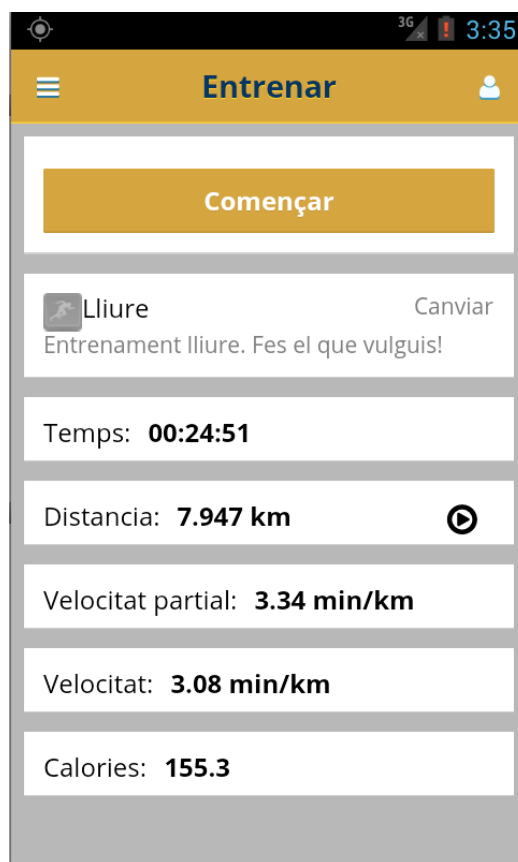 3G 3:35
Entrenar
Començar
Lliure Canviar
Entrenament lliure. Fes el que vulguis!
Temps: 00:24:51
Distancia: 7.947 km
Velocitat partial: 3.34 min/km
Velocitat: 3.08 min/km
Calories: 155.3